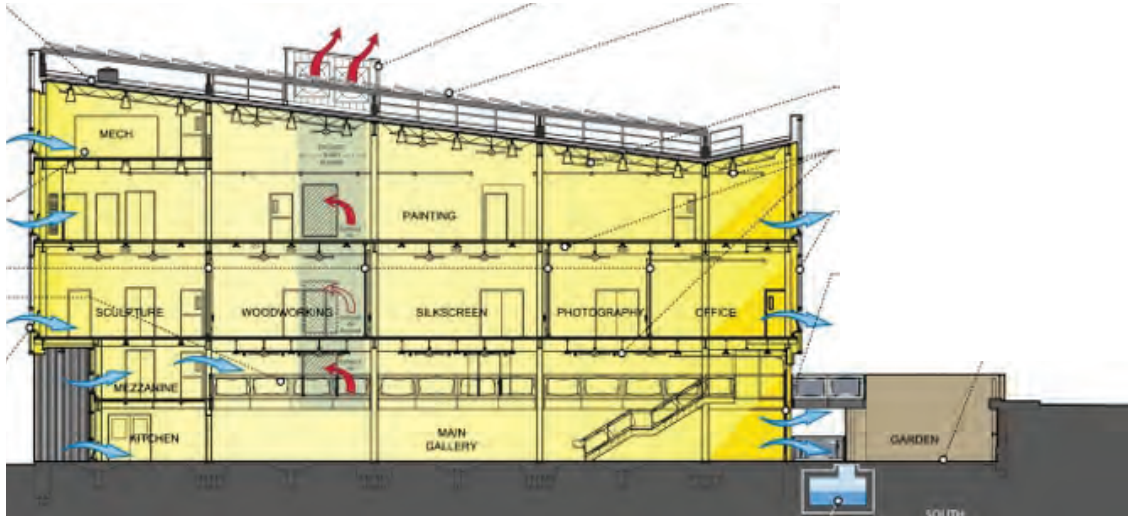 MECH
PAINTING
SCULPTURE
WOODWORKING
SILKSCREEN
PHOTOGRAPHY
OFFICE
MEZZANINE
KITCHEN
MAIN
GALLERY
GARDEN
SOUTH